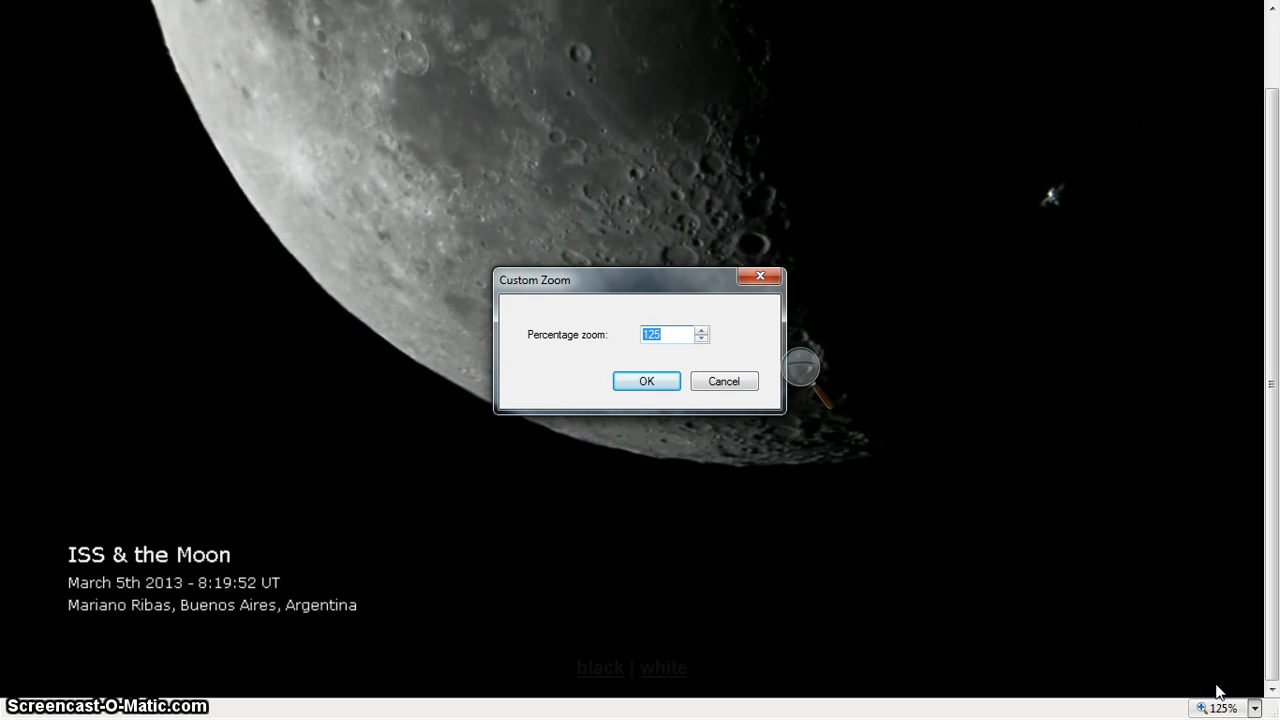 Custom Zoom
Percentage zoom: 125
OK Cancel
ISS & the Moon
March 5th 2013 - 8:19:52 UT
Mariano Ribas, Buenos Aires, Argentina
black | white
Screencast-O-Matic.com
125%